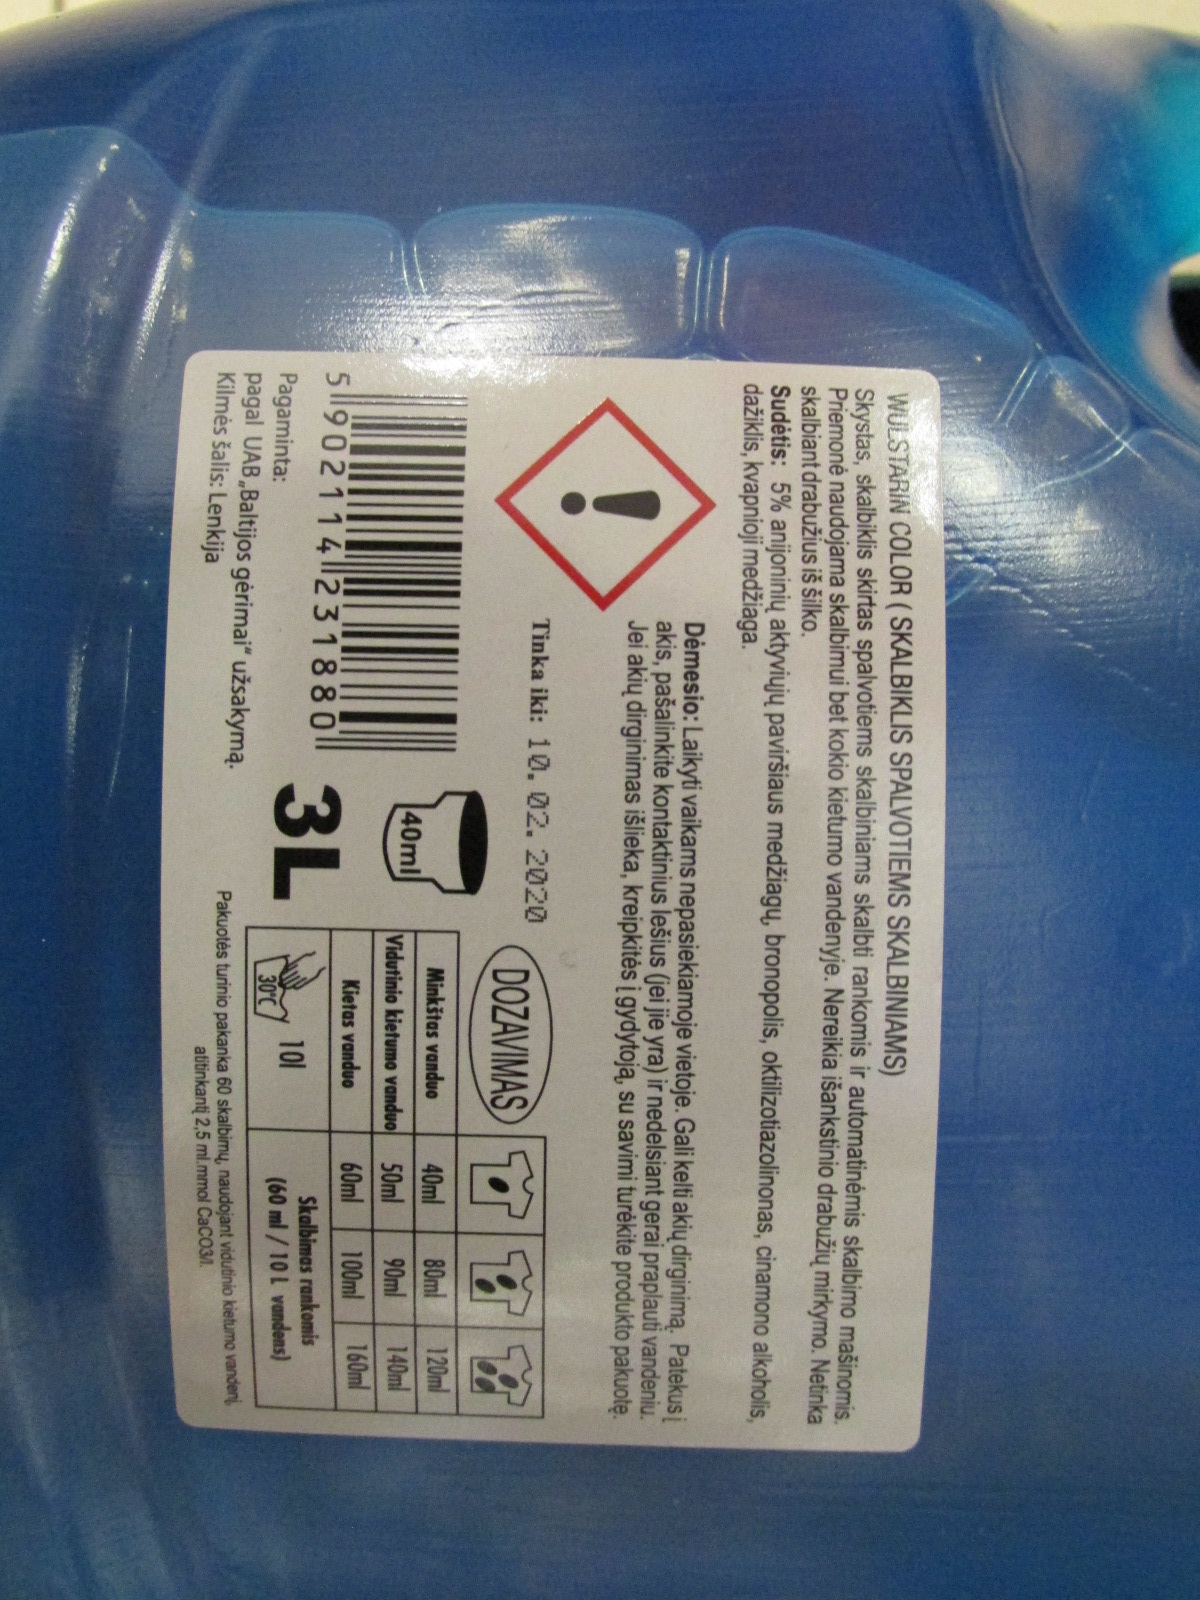 WULSTARIN COLOR ( SKALBIKLIS SPALVOTIEMS SKALBINIAMS)
Skystas, skalbiklis skirtas spalvotiems skalbiniams skalbti rankomis ir automatinėmis skalbimo mašinomis.
Priemonė naudojama skalbimui bet kokio kietumo vandenyje. Nereikia išankstinio drabužių mirkymo. Netinka
skalbiant drabužius iš šilko.
Sudėtis: 5% anijoninių aktyviųjų paviršiaus medžiagų, bronopolis, oktilizotiazolinonas, cinamono alkoholis,
dažiklis, kvapnioji medžiaga.
Dėmesio: Laikyti vaikams nepasiekiamoje vietoje. Gali kelti akių dirginimą. Patekus į
akis, pašalinkite kontaktinius lešius (jei jie yra) ir nedelsiant gerai praplauti vandeniu.
Jei akių dirginimas išlieka, kreipkitės į gydytoją, su savimi turėkite produkto pakuotę.
Tinka iki: 10. 02. 2020
DOZAVIMAS
Minkštas vanduo 40ml 80ml 120ml
Vidutinio kietumo vanduo 50ml 90ml 140ml
Kietas vanduo 60ml 100ml 160ml
30°C 10l
Skalbimas rankomis
(60 ml / 10 L vandens)
40ml
3L
5 902114 231880
Pagaminta:
pagal UAB „Baltijos gėrimai“ užsakymą.
Kilmės šalis: Lenkija
Pakuotės turinio pakanka 60 skalbimų, naudojant vidutinio kietumo vandenį,
atitinkantį 2,5 ml.mmol CaCO3/l.